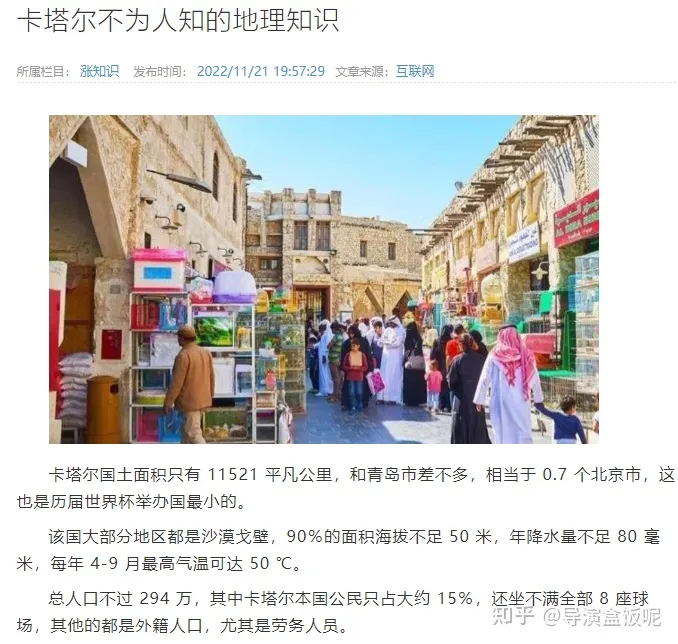 卡塔尔不为人知的地理知识
所属栏目： 涨知识 发布时间： 2022/11/21 19:57:29 文章来源：互联网
卡塔尔国土面积只有 11521 平凡公里，和青岛市差不多，相当于 0.7 个北京市，这
也是历届世界杯举办国最小的。
该国大部分地区都是沙漠戈壁，90%的面积海拔不足 50 米，年降水量不足 80 毫
米，每年 4-9 月最高气温可达 50 ℃。
总人口不过 294 万，其中卡塔尔本国公民只占大约 15%，还坐不满全部 8 座球
场，其他的都是外籍人口，尤其是劳务人员。
知乎 @导演盒饭呢